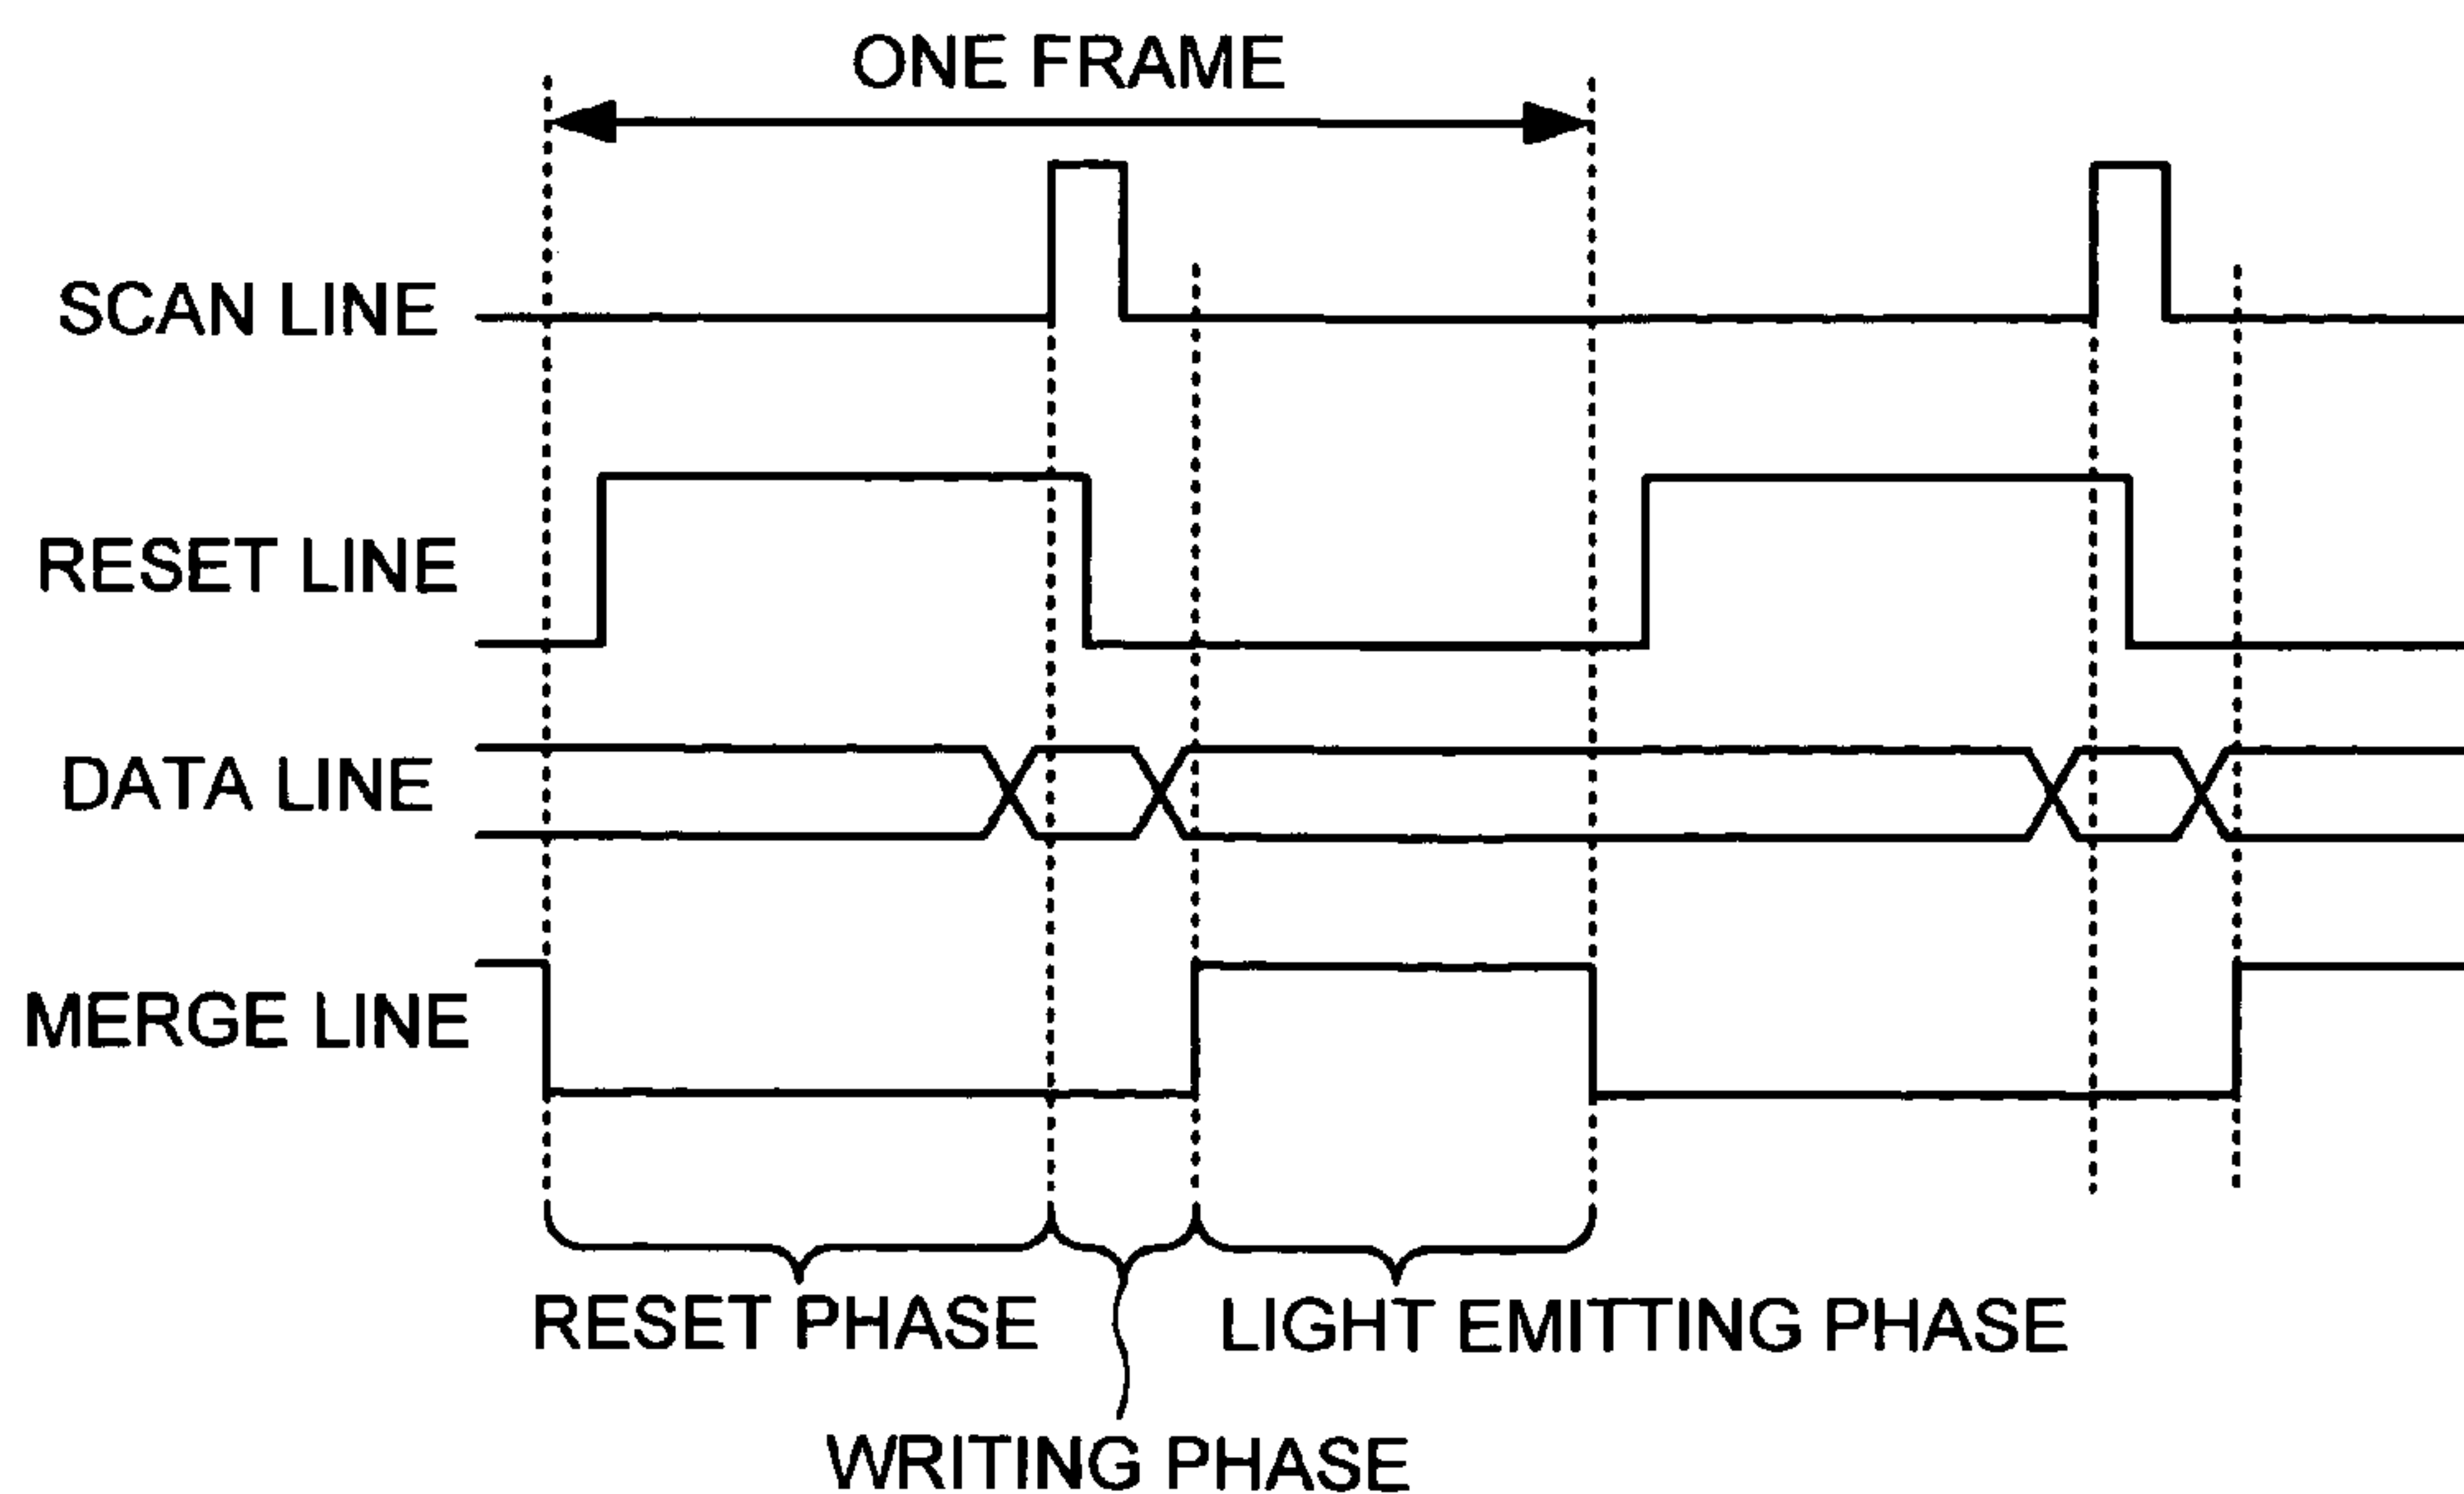 ONE FRAME
SCAN LINE
RESET LINE
DATA LINE
MERGE LINE
RESET PHASE
LIGHT EMITTING PHASE
WRITING PHASE